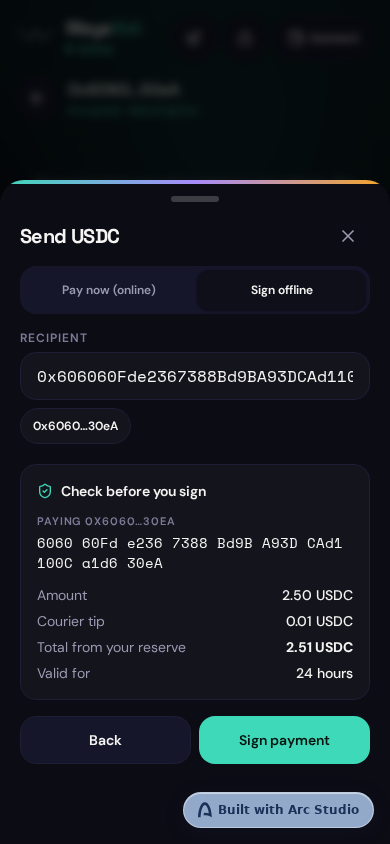 0x6060…30eA
Send USDC
Pay now (online)
Sign offline
RECIPIENT
0x606060Fde2367388Bd9BA93DCAd110
0x6060…30eA
Check before you sign
PAYING 0X6060…30EA
6060 60Fd e236 7388 Bd9B A93D CAd1
100C a1d6 30eA
Amount 2.50 USDC
Courier tip 0.01 USDC
Total from your reserve 2.51 USDC
Valid for 24 hours
Back
Sign payment
Built with Arc Studio